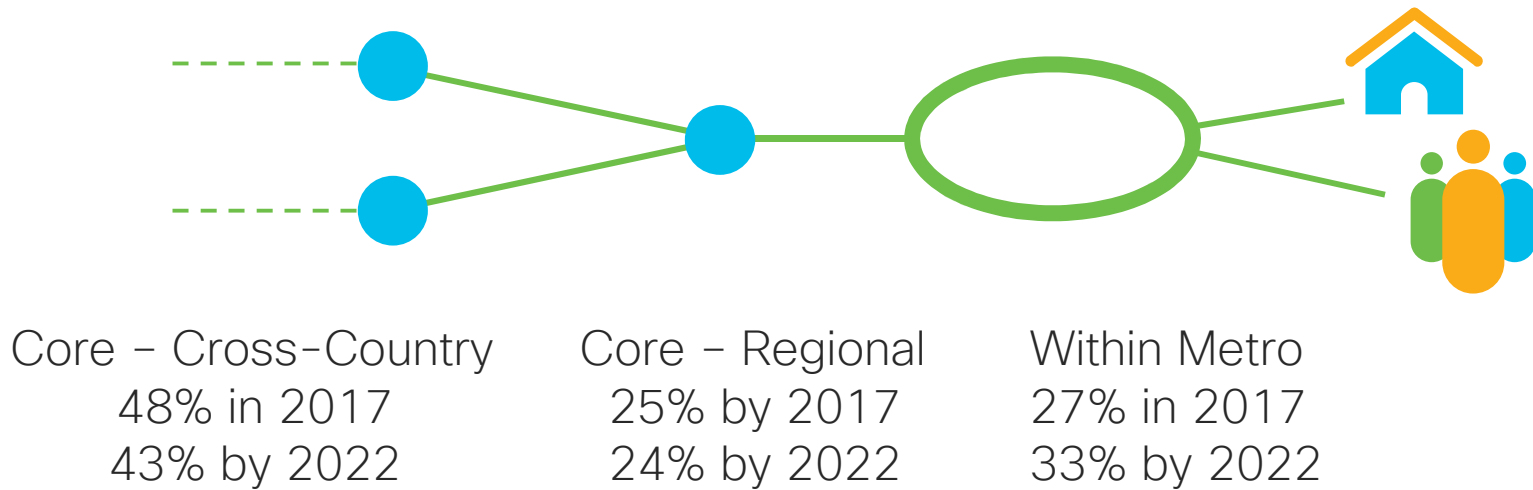 Core – Cross-Country
48% in 2017
43% by 2022
Core – Regional
25% by 2017
24% by 2022
Within Metro
27% in 2017
33% by 2022